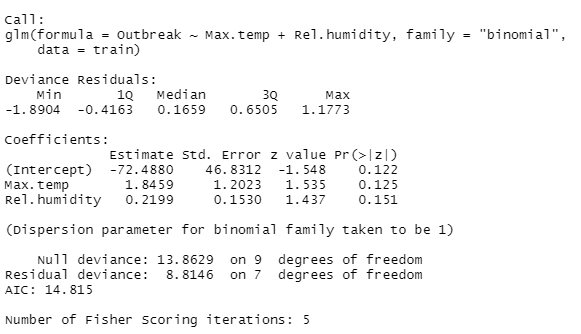 Call:
glm(formula = Outbreak ~ Max.temp + Rel.humidity, family = "binomial",
    data = train)

Deviance Residuals:
    Min       1Q   Median       3Q      Max
-1.8904  -0.4163   0.1659   0.6505   1.1773

Coefficients:
             Estimate Std. Error z value Pr(>|z|)
(Intercept)  -72.4880    46.8312  -1.548    0.122
Max.temp       1.8459     1.2023   1.535    0.125
Rel.humidity   0.2199     0.1530   1.437    0.151

(Dispersion parameter for binomial family taken to be 1)

    Null deviance: 13.8629  on 9  degrees of freedom
Residual deviance:  8.8146  on 7  degrees of freedom
AIC: 14.815

Number of Fisher Scoring iterations: 5